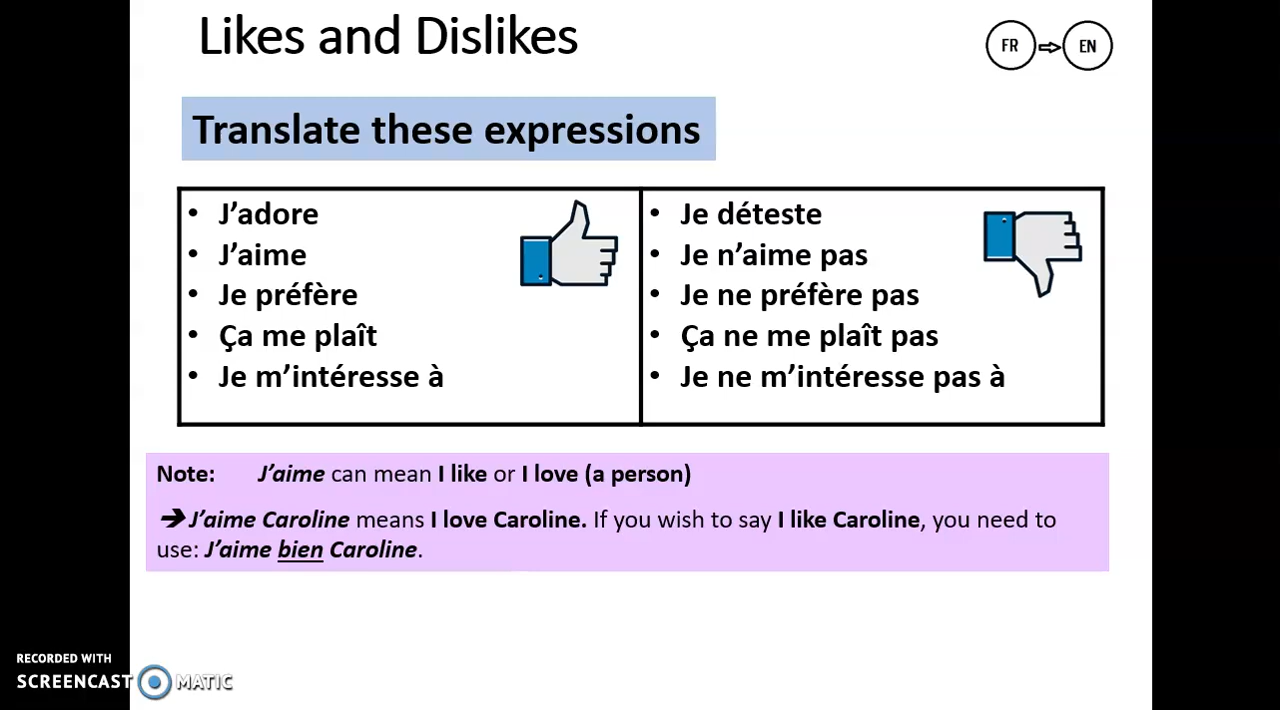 Likes and Dislikes
FR EN
Translate these expressions
• J’adore
• J’aime
• Je préfère
• Ça me plaît
• Je m’intéresse à
• Je déteste
• Je n’aime pas
• Je ne préfère pas
• Ça ne me plaît pas
• Je ne m’intéresse pas à
Note: J’aime can mean I like or I love (a person)
➔ J’aime Caroline means I love Caroline. If you wish to say I like Caroline, you need to
use: J’aime bien Caroline.
RECORDED WITH
SCREENCAST MATIC